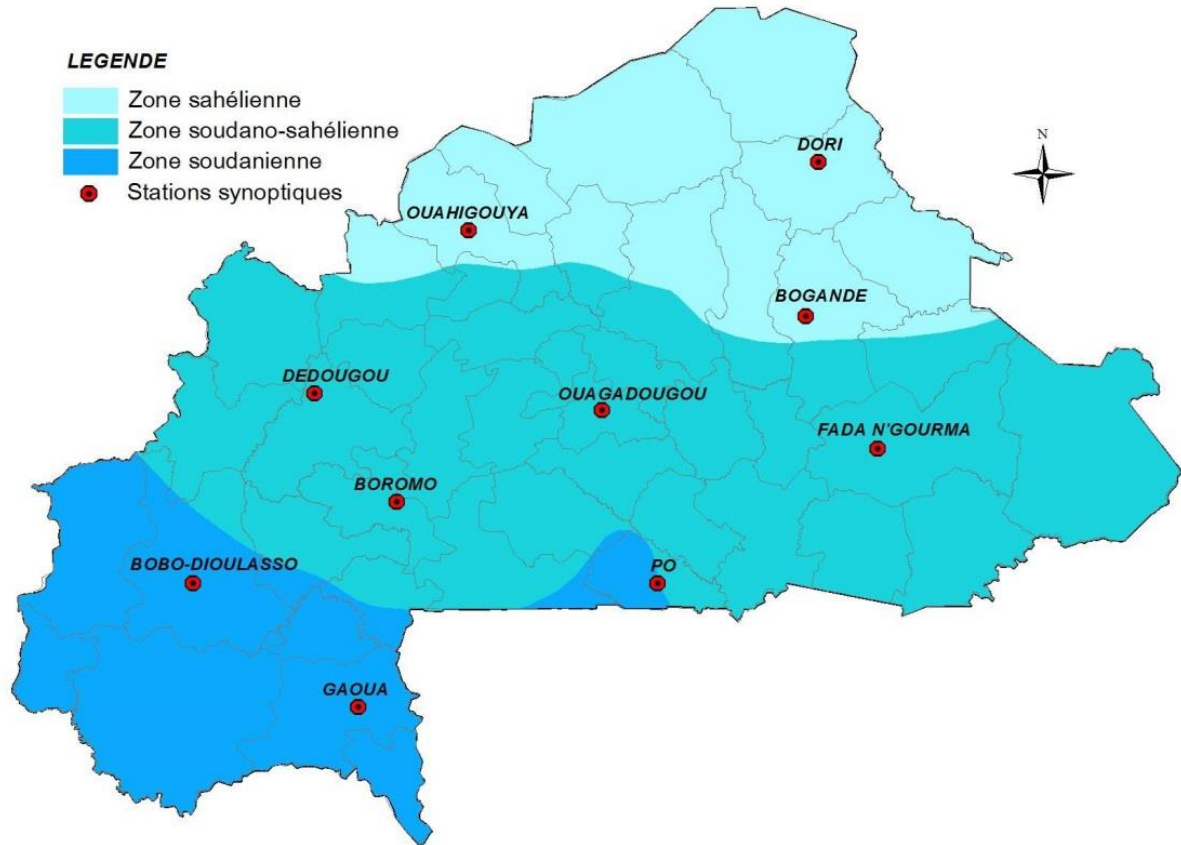 LEGENDE
Zone sahélienne
Zone soudano-sahélienne
Zone soudanienne
Stations synoptiques
N
DORI
OUAHIGOUYA
BOGANDE
DEDOUGOU
OUAGADOUGOU
FADA N'GOURMA
BOROMO
BOBO-DIOULASSO
PO
GAOUA